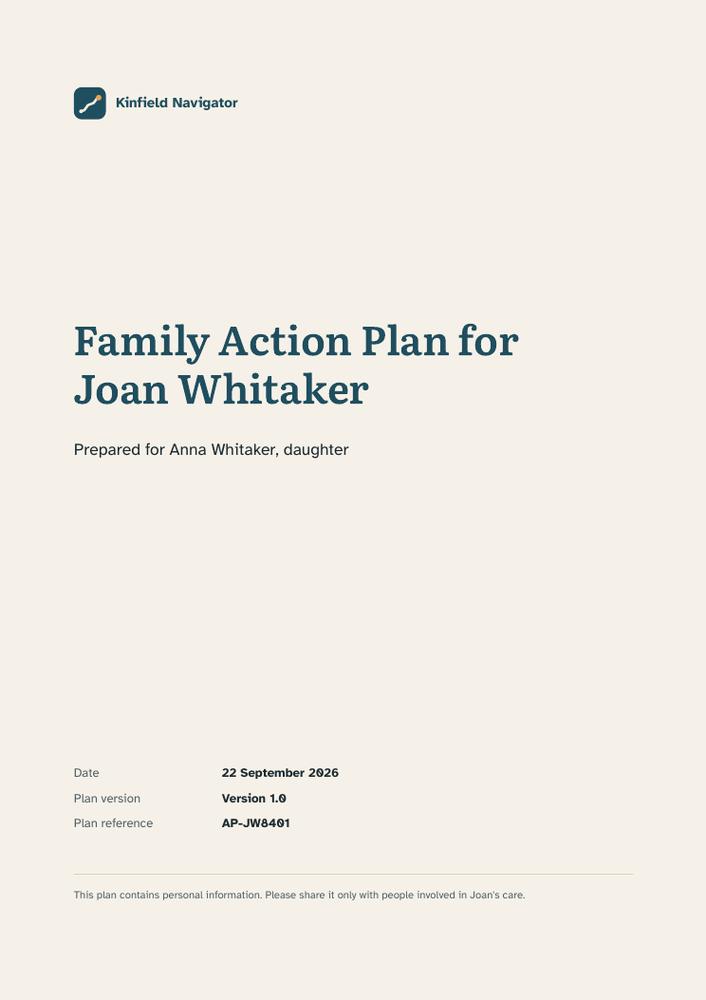 Kinfield Navigator
Family Action Plan for
Joan Whitaker
Prepared for Anna Whitaker, daughter
Date 22 September 2026
Plan version Version 1.0
Plan reference AP-JW8401
This plan contains personal information. Please share it only with people involved in Joan's care.